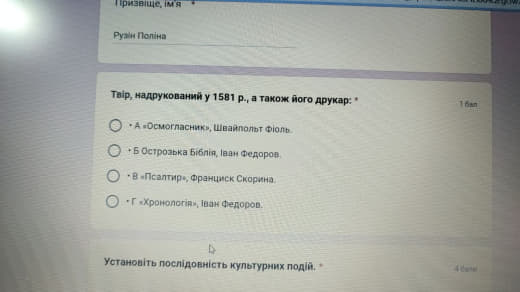 Призвіще, ім'я *
Рузін Поліна
Твір, надрукований у 1581 р., а також його друкар: *
1 бал
• А «Осмогласник», Швайпольт Фіоль.
• Б Острозька Біблія, Іван Федоров.
• В «Псалтир», Франциск Скорина.
• Г «Хронологія», Іван Федоров.
Установіть послідовність культурних подій. *
4 бали